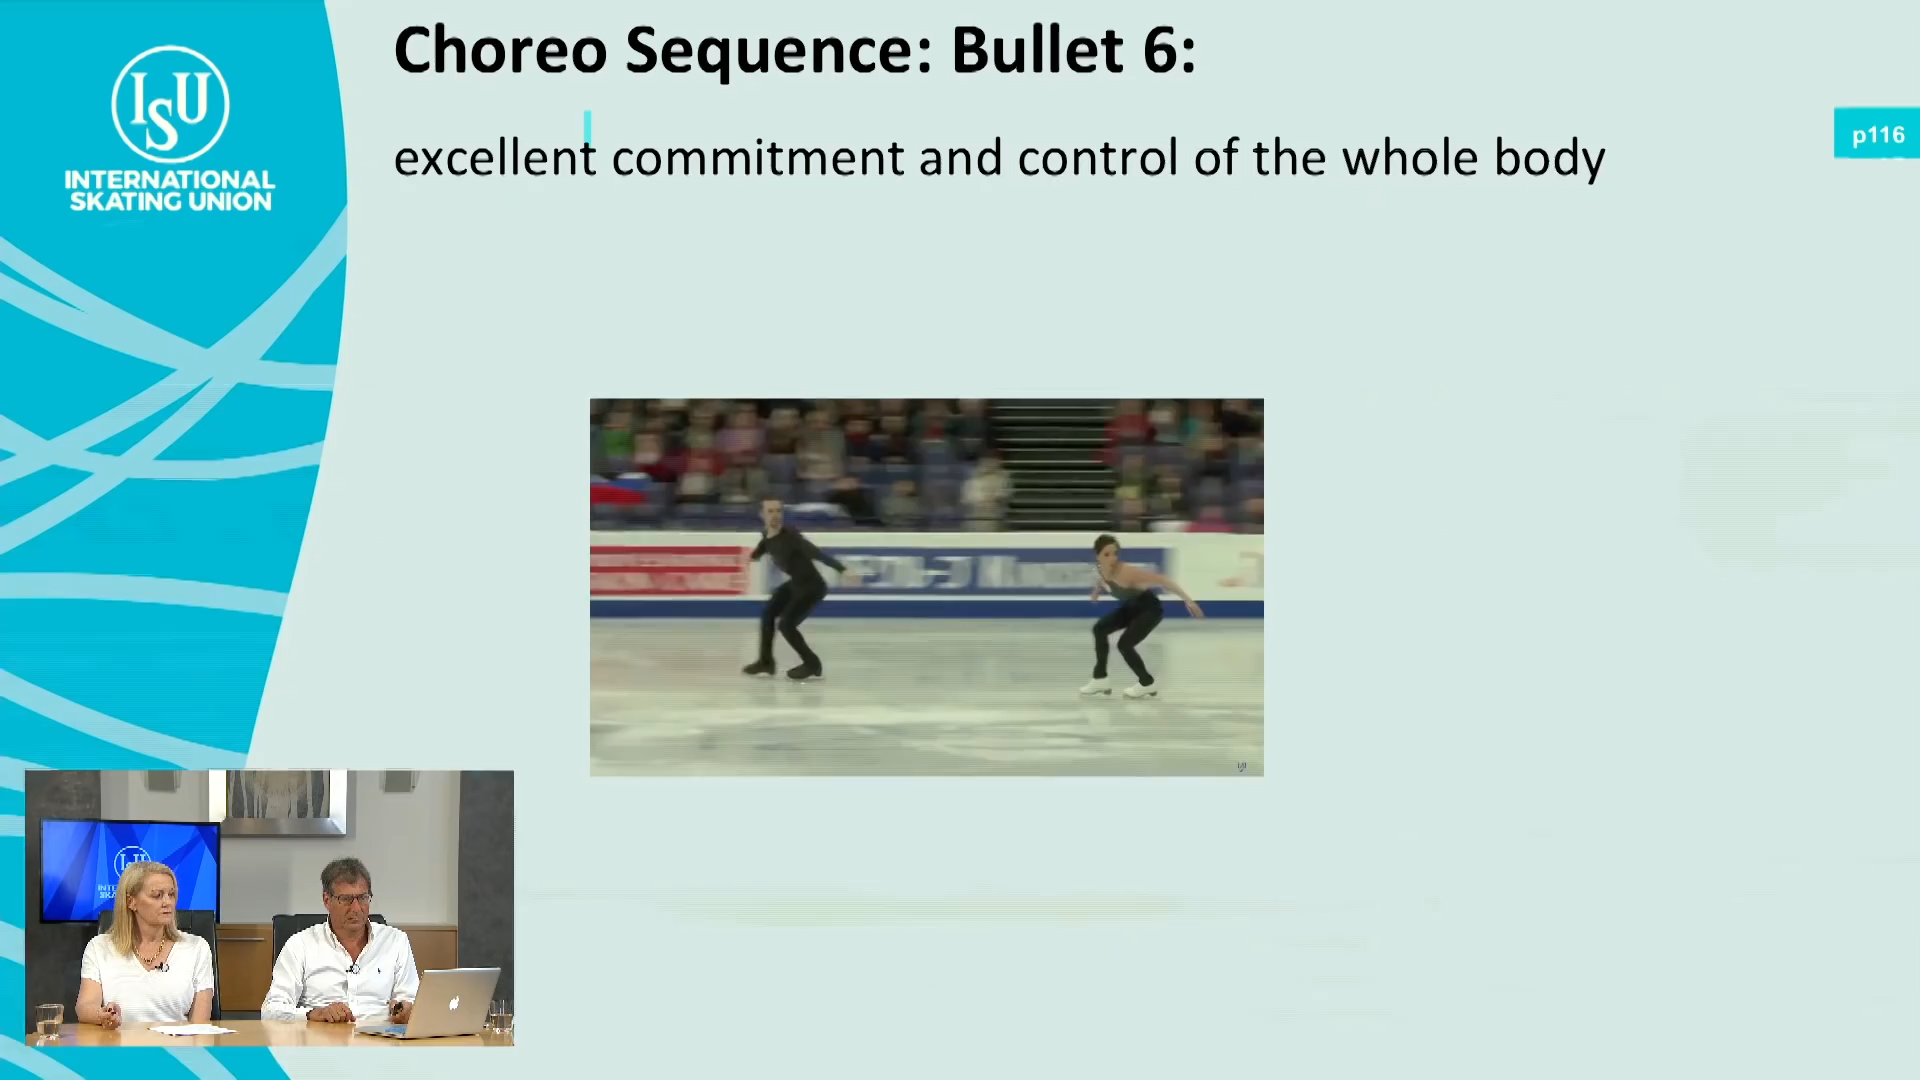 ISU
INTERNATIONAL
SKATING UNION
Choreo Sequence: Bullet 6:
excellent commitment and control of the whole body
p116